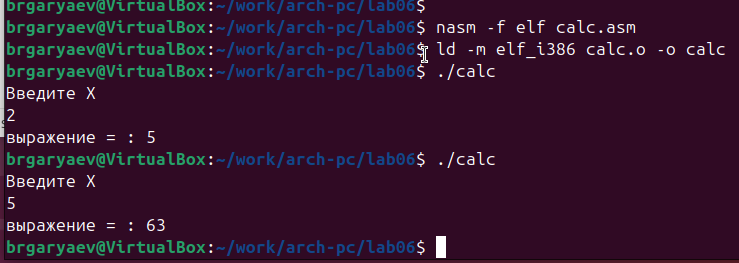 brgaryaev@VirtualBox:~/work/arch-pc/lab06$
brgaryaev@VirtualBox:~/work/arch-pc/lab06$ nasm -f elf calc.asm
brgaryaev@VirtualBox:~/work/arch-pc/lab06$ ld -m elf_i386 calc.o -o calc
brgaryaev@VirtualBox:~/work/arch-pc/lab06$ ./calc
Введите X
2
выражение = : 5
brgaryaev@VirtualBox:~/work/arch-pc/lab06$ ./calc
Введите X
5
выражение = : 63
brgaryaev@VirtualBox:~/work/arch-pc/lab06$